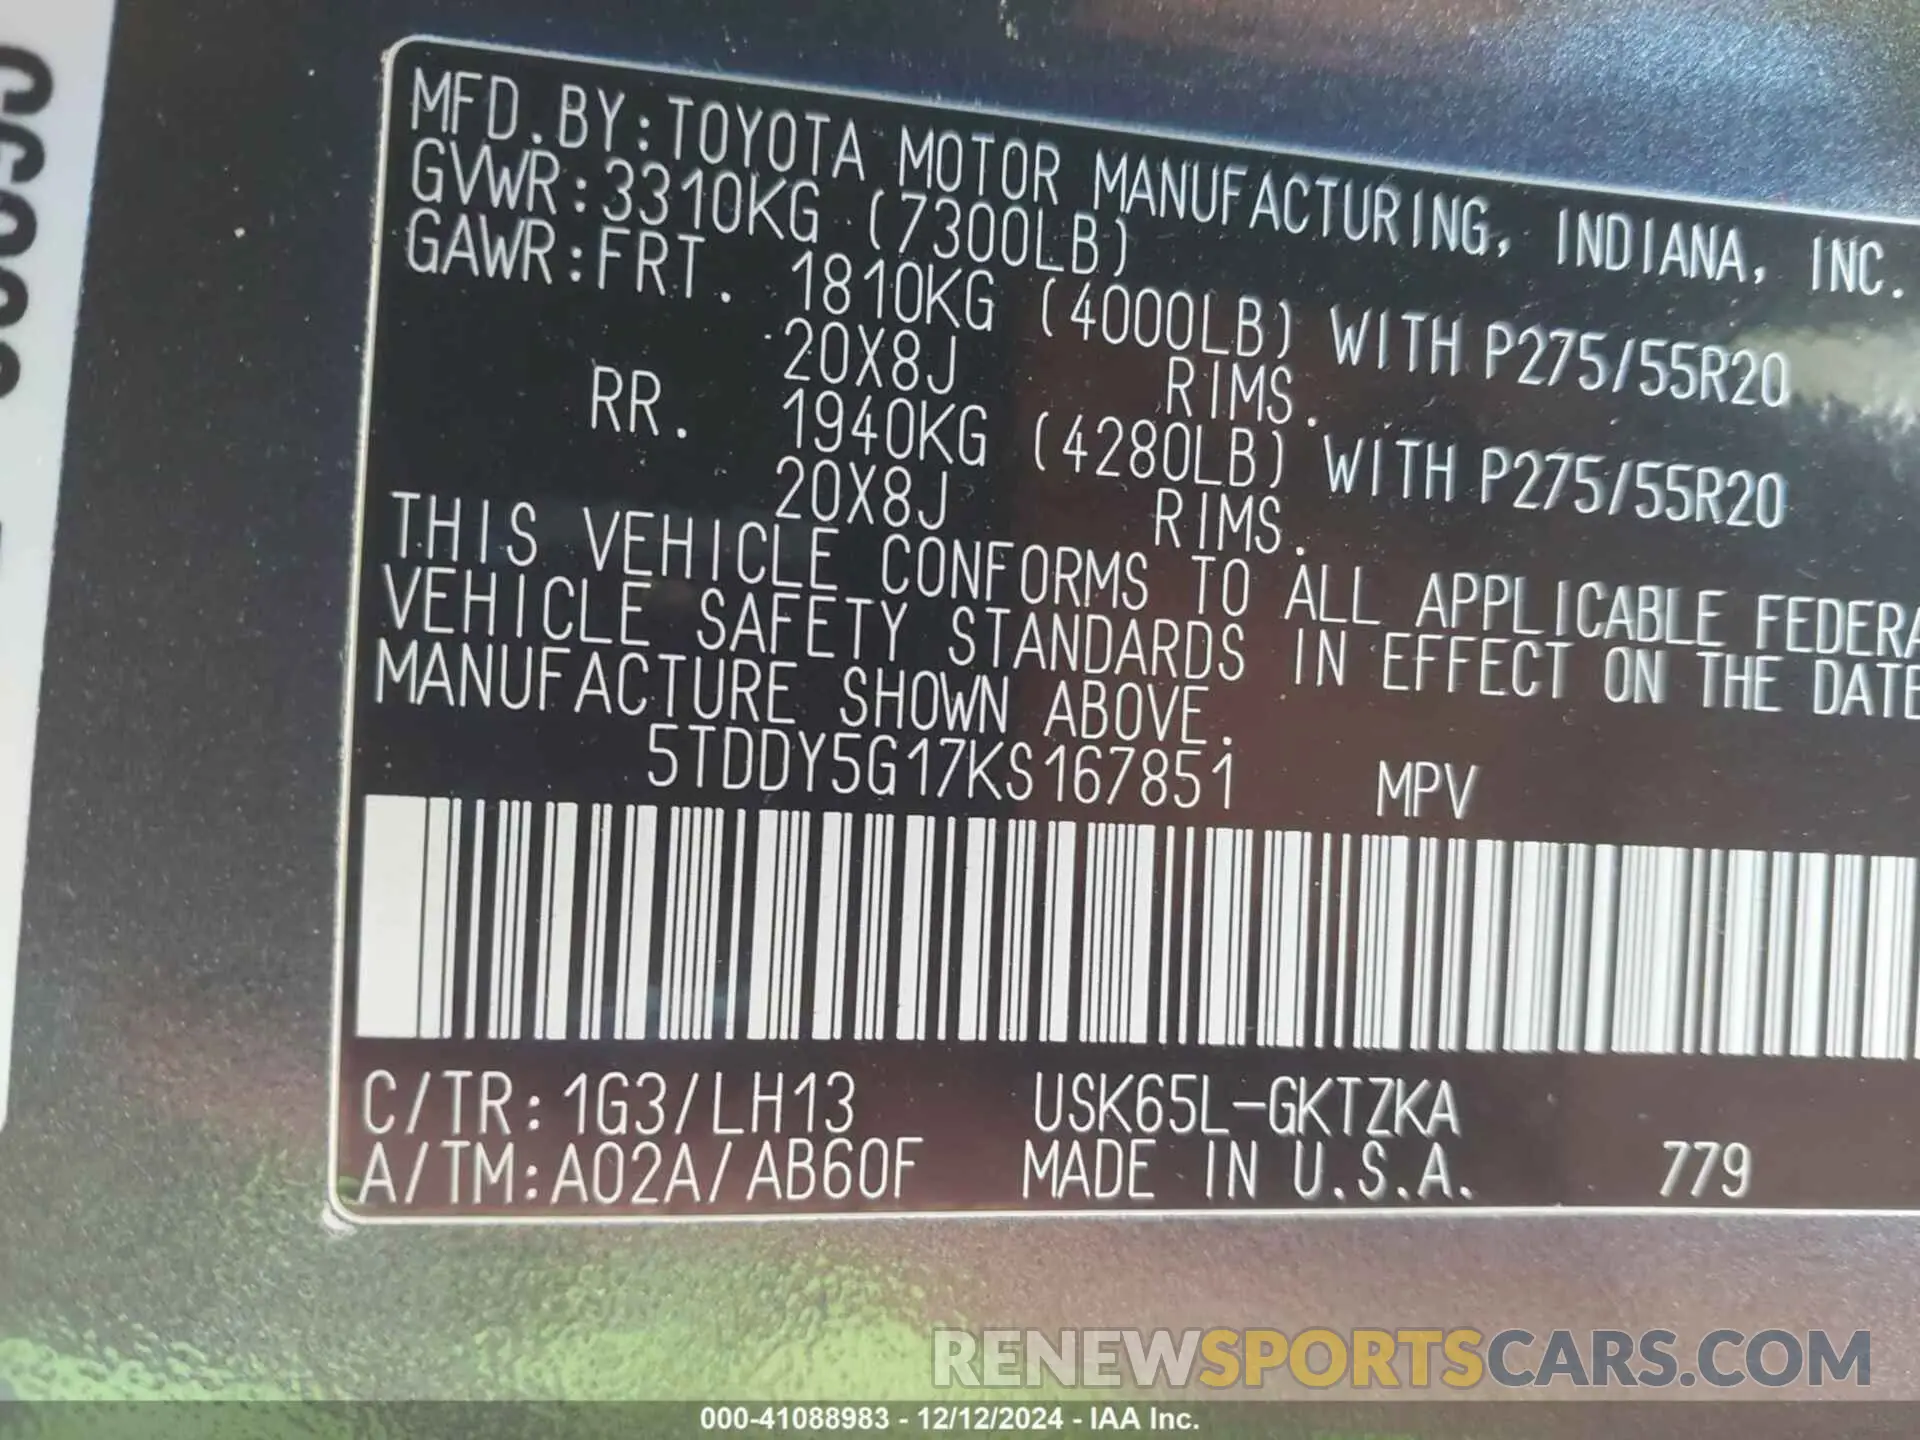 MFD.BY:TOYOTA MOTOR MANUFACTURING, INDIANA, INC.
GVWR:3310KG (7300LB)
GAWR:FRT. 1810KG (4000LB) WITH P275/55R20
20X8J RIMS.
RR. 1940KG (4280LB) WITH P275/55R20
20X8J RIMS.
THIS VEHICLE CONFORMS TO ALL APPLICABLE FEDERA
VEHICLE SAFETY STANDARDS IN EFFECT ON THE DATE
MANUFACTURE SHOWN ABOVE.
5TDDY5G17KS167851 MPV
C/TR:1G3/LH13 USK65L-GKTZKA
A/TM:A02A/AB60F MADE IN U.S.A. 779
RENEWSPORTSCARS.COM
000-41088983 - 12/12/2024 - IAA Inc.